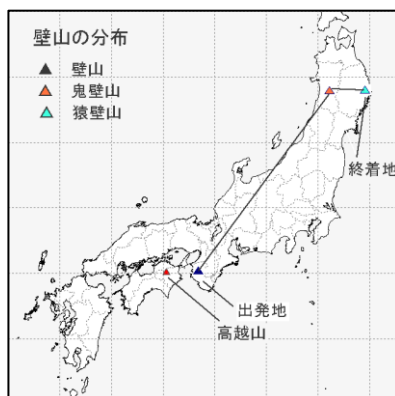 壁山の分布
壁山
鬼壁山
猿壁山
終着地
出発地
高越山